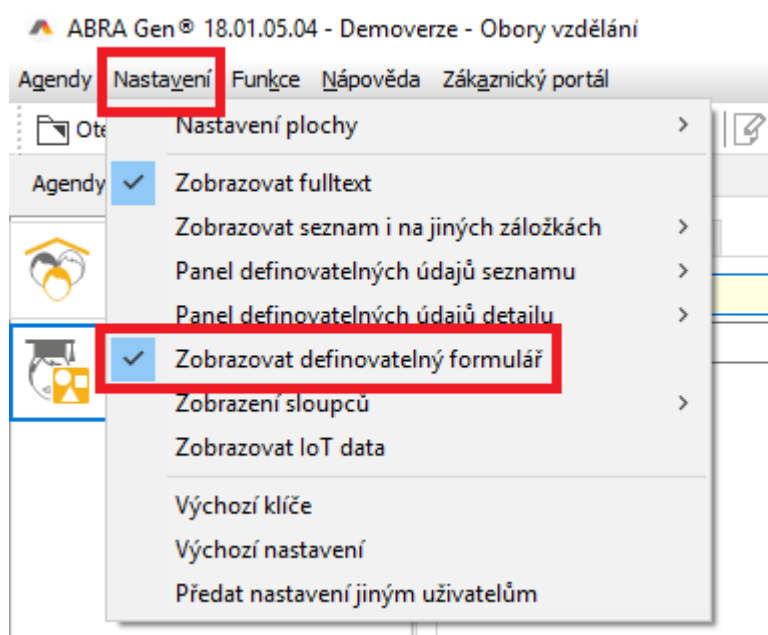 ABRA Gen® 18.01.05.04 - Demoverze - Obory vzdělání
Agendy Nastavení Funkce Nápověda Zákaznický portál
Ote
Nastavení plochy
Agendy
Zobrazovat fulltext
Zobrazovat seznam i na jiných záložkách
Panel definovatelných údajů seznamu
Panel definovatelných údajů detailu
Zobrazovat definovatelný formulář
Zobrazení sloupců
Zobrazovat IoT data
Výchozí klíče
Výchozí nastavení
Předat nastavení jiným uživatelům